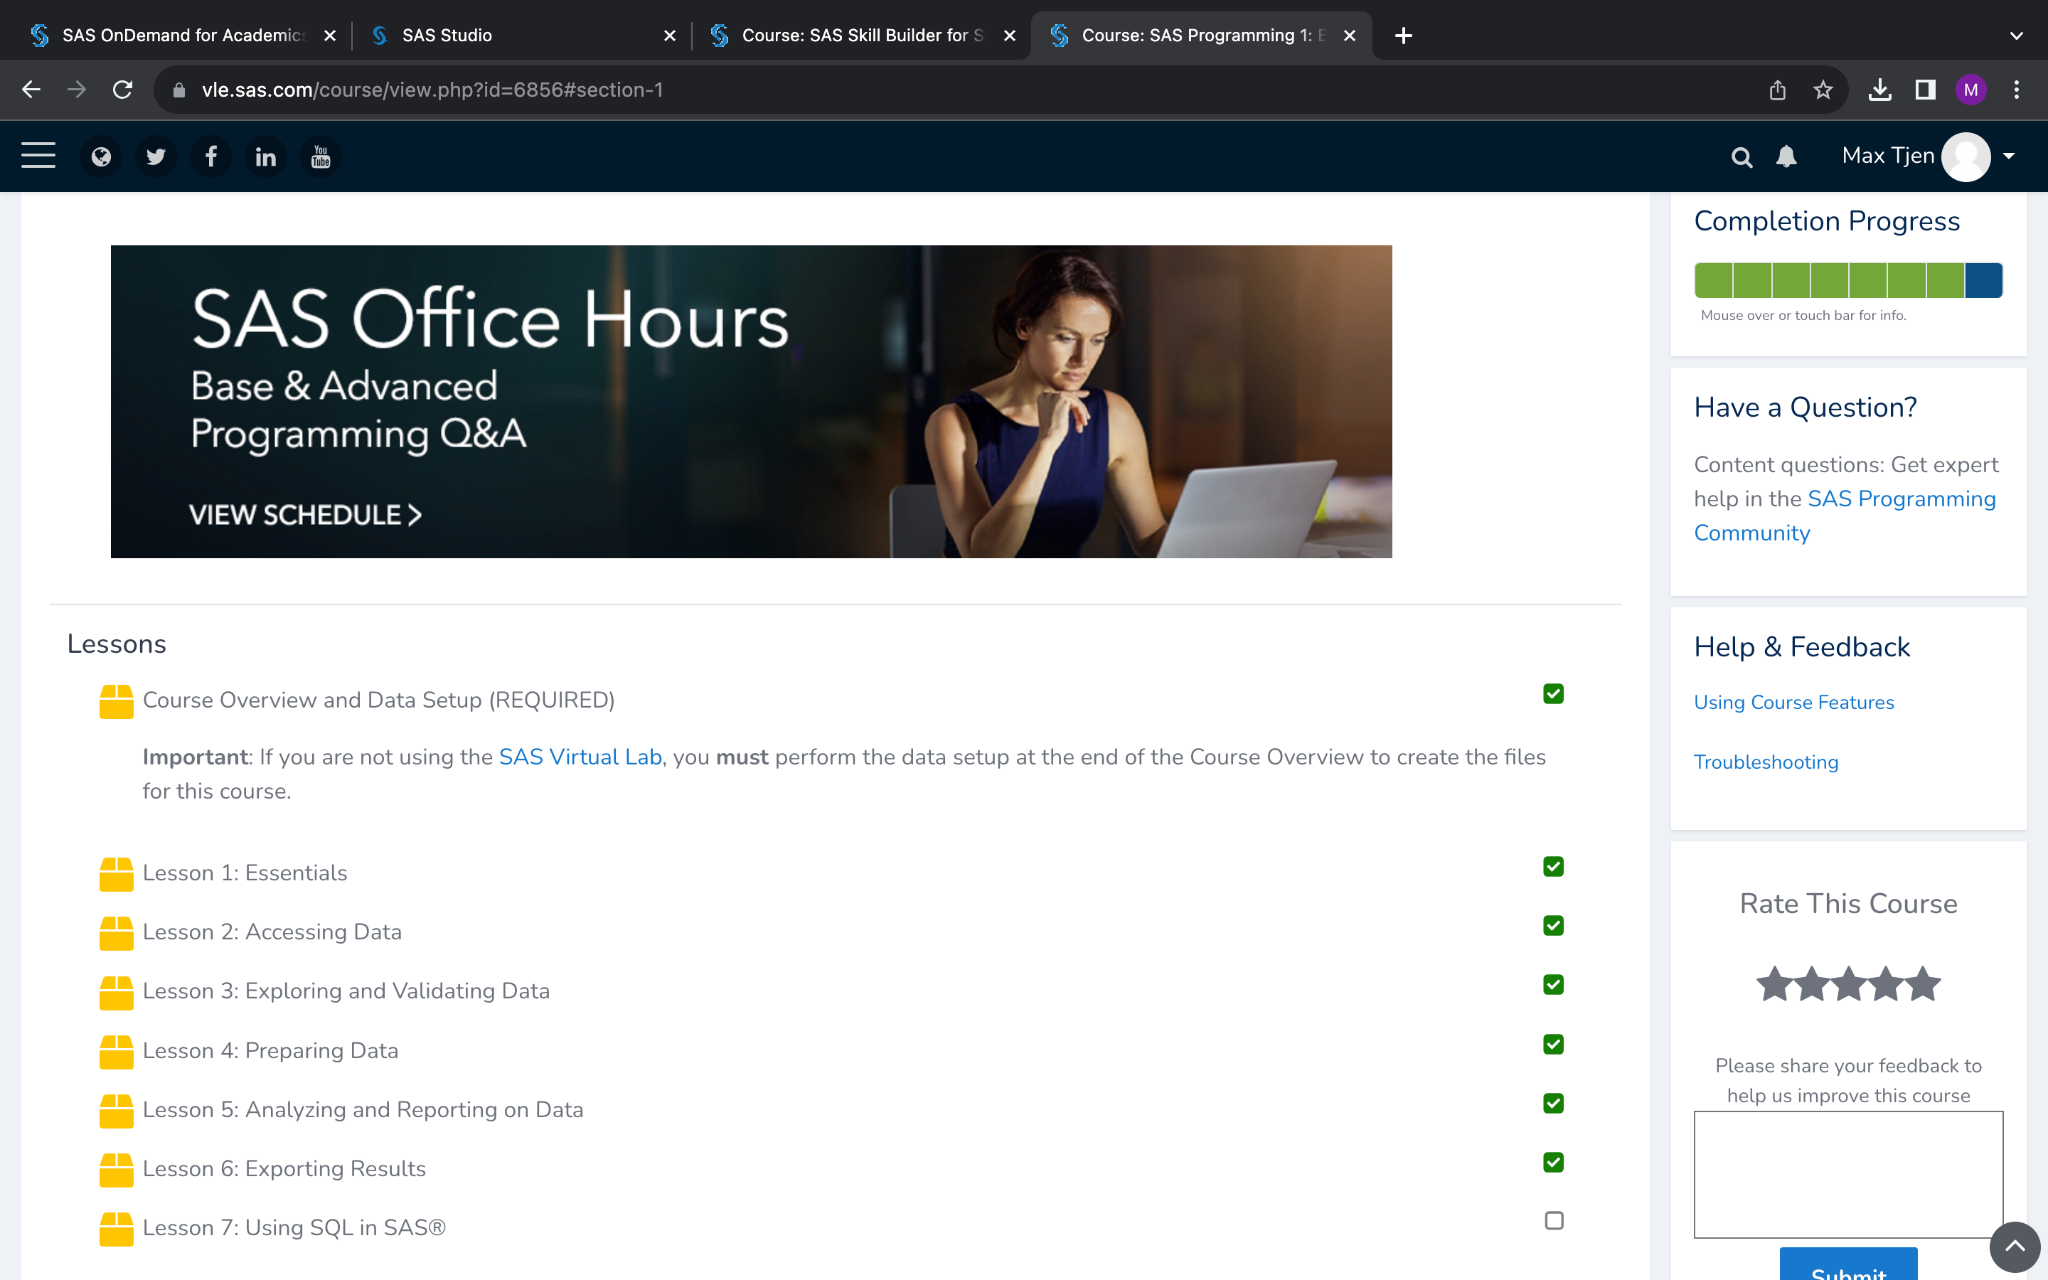 SAS OnDemand for Academics
SAS Studio
Course: SAS Skill Builder for S
Course: SAS Programming 1: E
vle.sas.com/course/view.php?id=6856#section-1
M
You
Tube
Max Tjen
SAS Office Hours
Base & Advanced
Programming Q&A
VIEW SCHEDULE >
Lessons
Course Overview and Data Setup (REQUIRED)
Important: If you are not using the SAS Virtual Lab, you must perform the data setup at the end of the Course Overview to create the files
for this course.
Lesson 1: Essentials
Lesson 2: Accessing Data
Lesson 3: Exploring and Validating Data
Lesson 4: Preparing Data
Lesson 5: Analyzing and Reporting on Data
Lesson 6: Exporting Results
Lesson 7: Using SQL in SAS®
Completion Progress
Mouse over or touch bar for info.
Have a Question?
Content questions: Get expert
help in the SAS Programming
Community
Help & Feedback
Using Course Features
Troubleshooting
Rate This Course
Please share your feedback to
help us improve this course
Submit